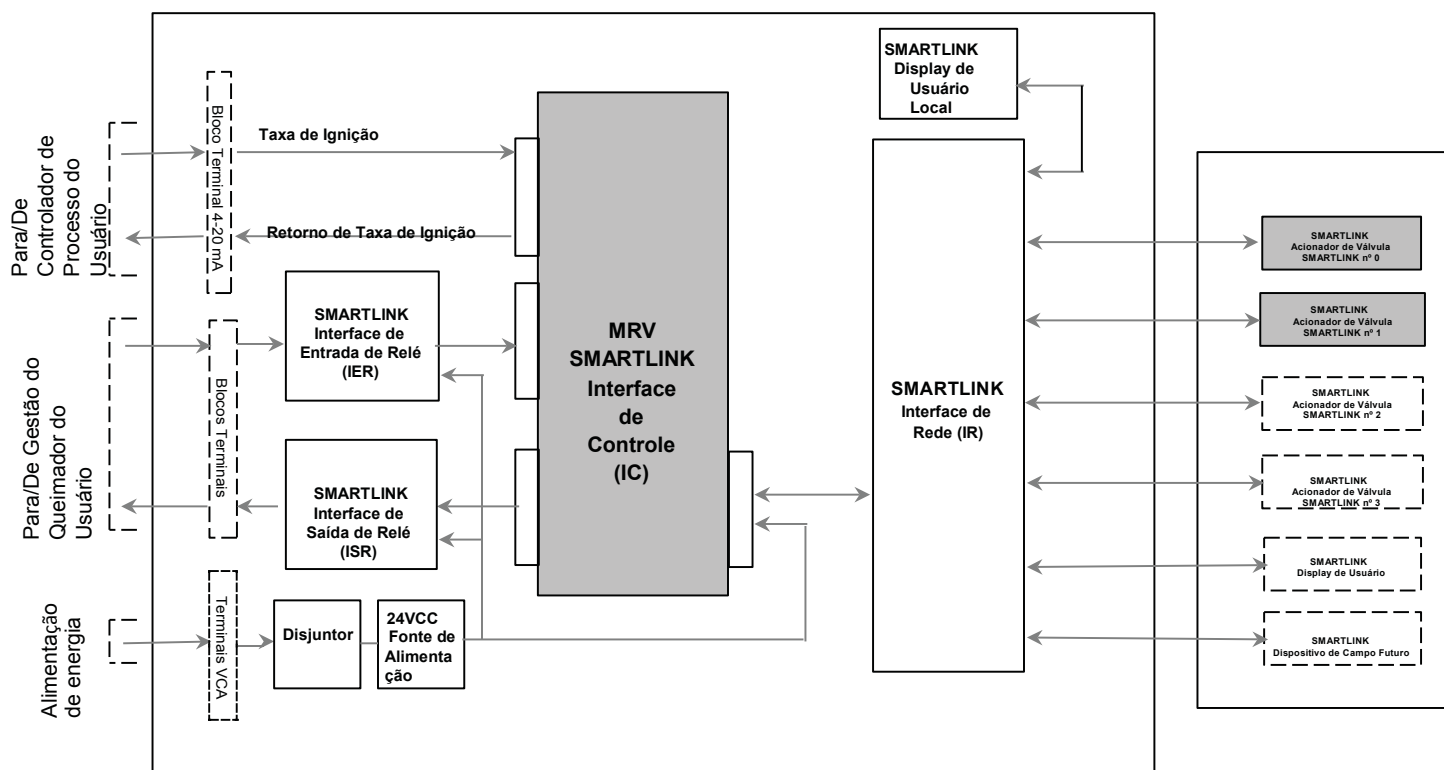 SMARTLINK
Display de
Usuário
Local
Para/De
Controlador de
Processo do
Usuário
Bloco Terminal 4-20 mA
Taxa de Ignição
Retorno de Taxa de Ignição
Para/De Gestão do
Queimador do
Usuário
Blocos Terminais
SMARTLINK
Interface de
Entrada de Relé
(IER)
SMARTLINK
Interface de
Saída de Relé
(ISR)
Alimentação
de energia
Terminais VCA
Disjuntor
24VCC
Fonte de
Alimenta
ção
MRV
SMARTLINK
Interface
de
Controle
(IC)
SMARTLINK
Interface de
Rede (IR)
SMARTLINK
Acionador de Válvula
SMARTLINK nº 0
SMARTLINK
Acionador de Válvula
SMARTLINK nº 1
SMARTLINK
Acionador de Válvula
SMARTLINK nº 2
SMARTLINK
Acionador de Válvula
SMARTLINK nº 3
SMARTLINK
Display de Usuário
SMARTLINK
Dispositivo de Campo Futuro